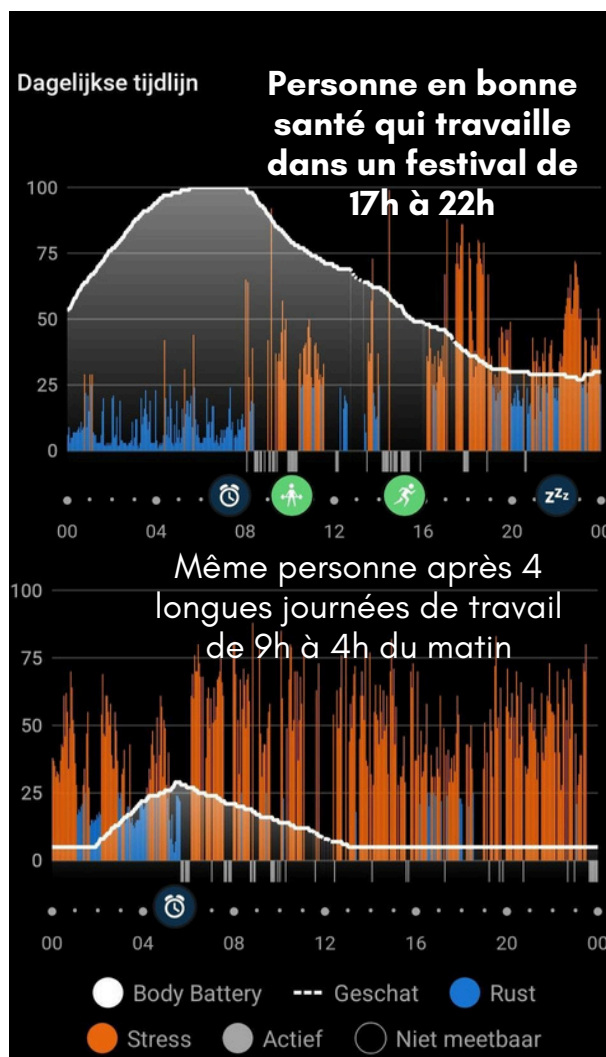 Dagelijkse tijdlijn
Personne en bonne
santé qui travaille
dans un festival de
17h à 22h
100
75
50
25
0
zzz
00 04 08 12 16 20 00
Même personne après 4
longues journées de travail
de 9h à 4h du matin
100
75
50
25
0
00 04 08 12 16 20 00
Body Battery Geschat Rust
Stress Actief Niet meetbaar